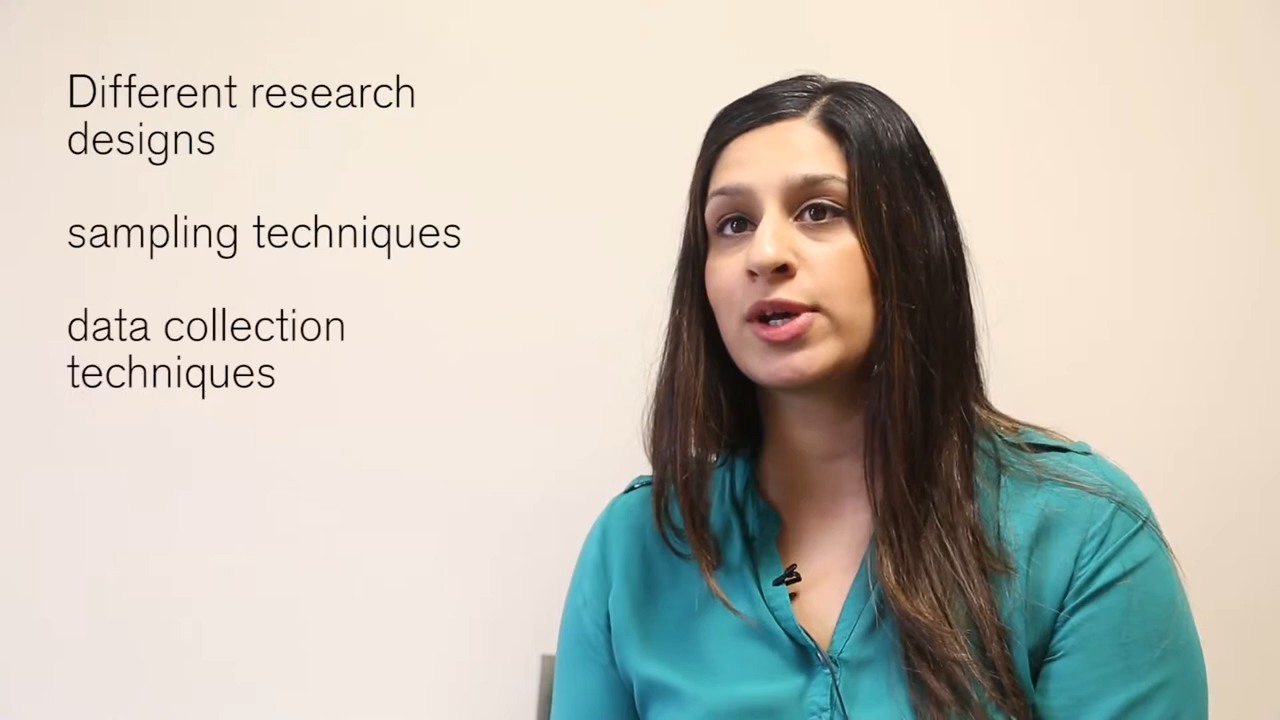 Different research
designs
sampling techniques
data collection
techniques